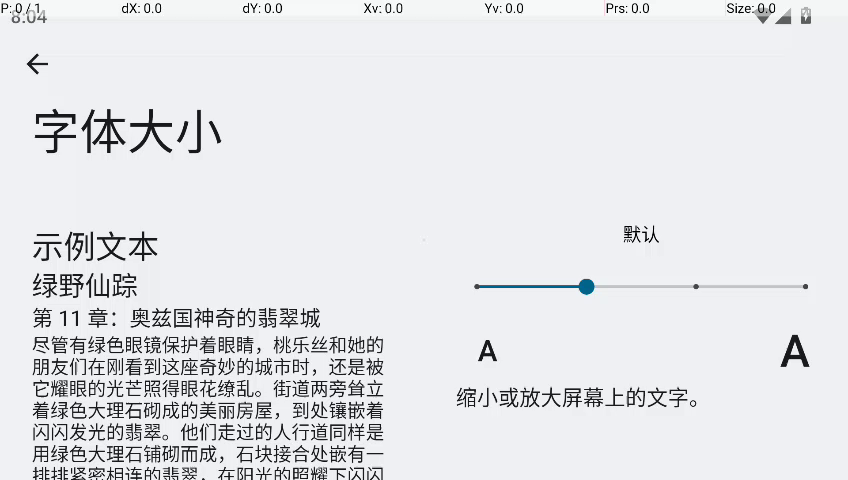 P: 0 / 1 dX: 0.0 dY: 0.0 Xv: 0.0 Yv: 0.0 Prs: 0.0 Size: 0.0
8:04
字体大小
示例文本
绿野仙踪
第 11 章：奥兹国神奇的翡翠城
尽管有绿色眼镜保护着眼睛，桃乐丝和她的
朋友们在刚看到这座奇妙的城市时，还是被
它耀眼的光芒照得眼花缭乱。街道两旁耸立
着绿色大理石砌成的美丽房屋，到处镶嵌着
闪闪发光的翡翠。他们走过的人行道同样是
用绿色大理石铺砌而成，石块接合处嵌有一
排排紧密相连的翡翠，在阳光的照耀下闪闪
默认
A A
缩小或放大屏幕上的文字。